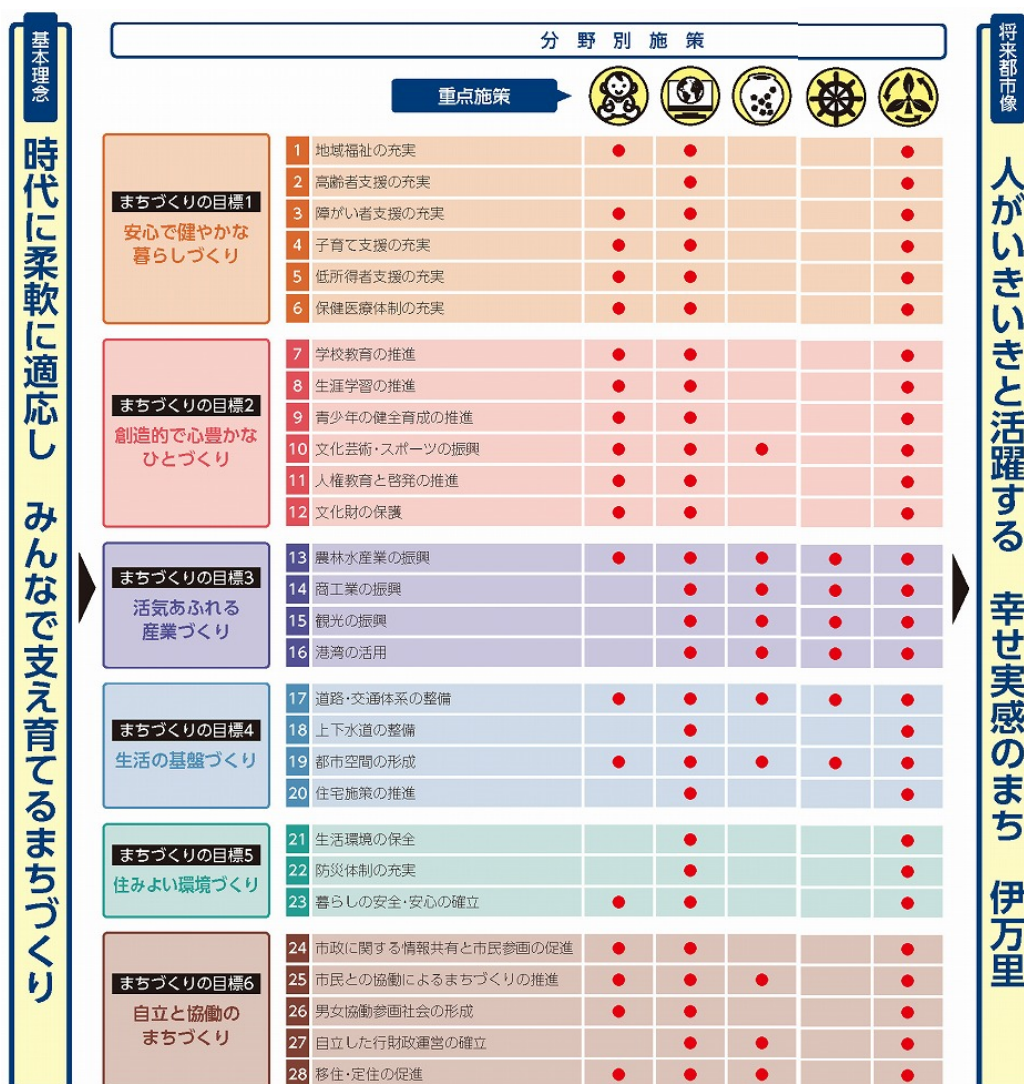 基本理念
時代に柔軟に適応し　みんなで支え育てるまちづくり
分野別施策
重点施策
まちづくりの目標1
安心で健やかな
暮らしづくり
1 地域福祉の充実
2 高齢者支援の充実
3 障がい者支援の充実
4 子育て支援の充実
5 低所得者支援の充実
6 保健医療体制の充実
まちづくりの目標2
創造的で心豊かな
ひとづくり
7 学校教育の推進
8 生涯学習の推進
9 青少年の健全育成の推進
10 文化芸術・スポーツの振興
11 人権教育と啓発の推進
12 文化財の保護
まちづくりの目標3
活気あふれる
産業づくり
13 農林水産業の振興
14 商工業の振興
15 観光の振興
16 港湾の活用
まちづくりの目標4
生活の基盤づくり
17 道路・交通体系の整備
18 上下水道の整備
19 都市空間の形成
20 住宅施策の推進
まちづくりの目標5
住みよい環境づくり
21 生活環境の保全
22 防災体制の充実
23 暮らしの安全・安心の確立
まちづくりの目標6
自立と協働の
まちづくり
24 市政に関する情報共有と市民参画の促進
25 市民との協働によるまちづくりの推進
26 男女協働参画社会の形成
27 自立した行財政運営の確立
28 移住・定住の促進
将来都市像
人がいきいきと活躍する　幸せ実感のまち　伊万里